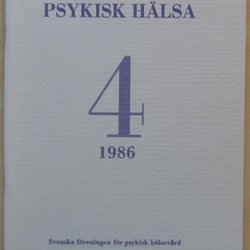 PSYKISK HÄLSA
4
1986
Svenska föreningen för psykisk hälsovård